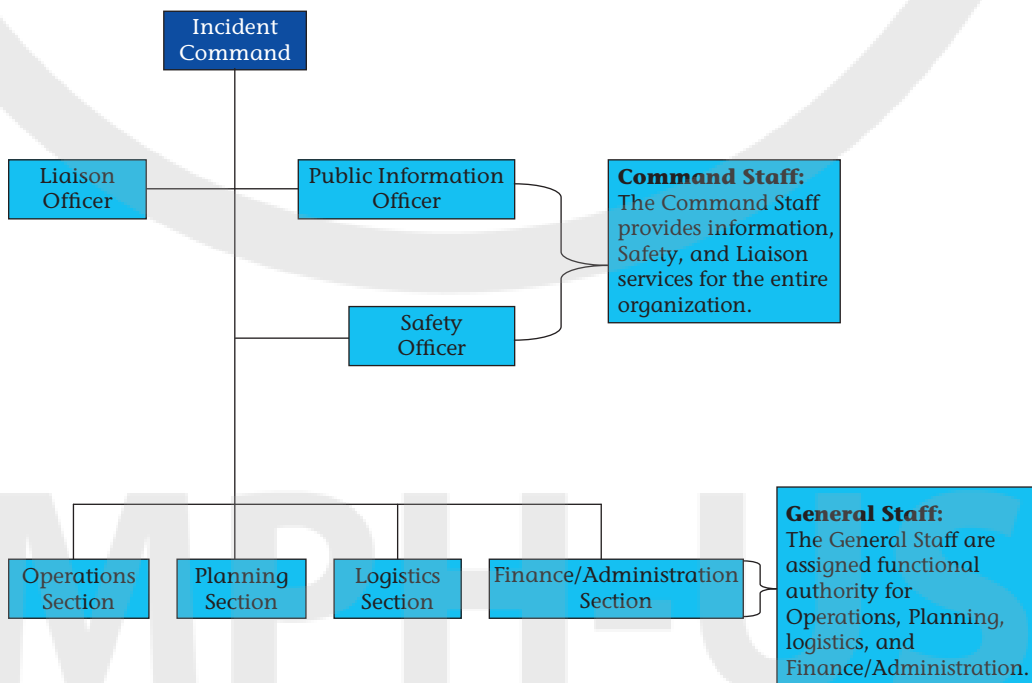 Incident
Command
Liaison
Officer
Public Information
Officer
Command Staff:
The Command Staff
provides information,
Safety, and Liaison
services for the entire
organization.
Safety
Officer
Operations
Section
Planning
Section
Logistics
Section
Finance/Administration
Section
General Staff:
The General Staff are
assigned functional
authority for
Operations, Planning,
logistics, and
Finance/Administration.
MPH-US